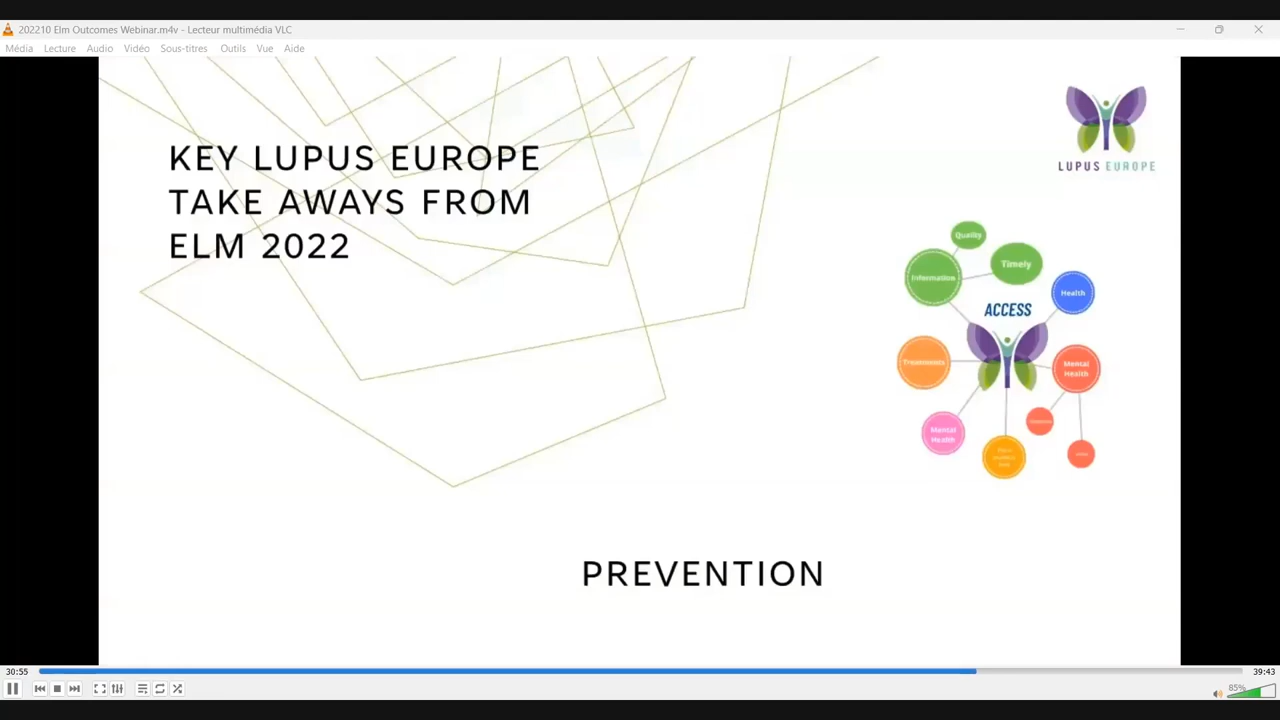 202210 Elm Outcomes Webinar.m4v - Lecteur multimédia VLC
Média Lecture Audio Vidéo Sous-titres Outils Vue Aide
KEY LUPUS EUROPE
TAKE AWAYS FROM
ELM 2022
LUPUS EUROPE
Quality
Timely
Information
Health
ACCESS
Treatments
Mental
Health
Mental
Health
PREVENTION
30:55
39:43
85%